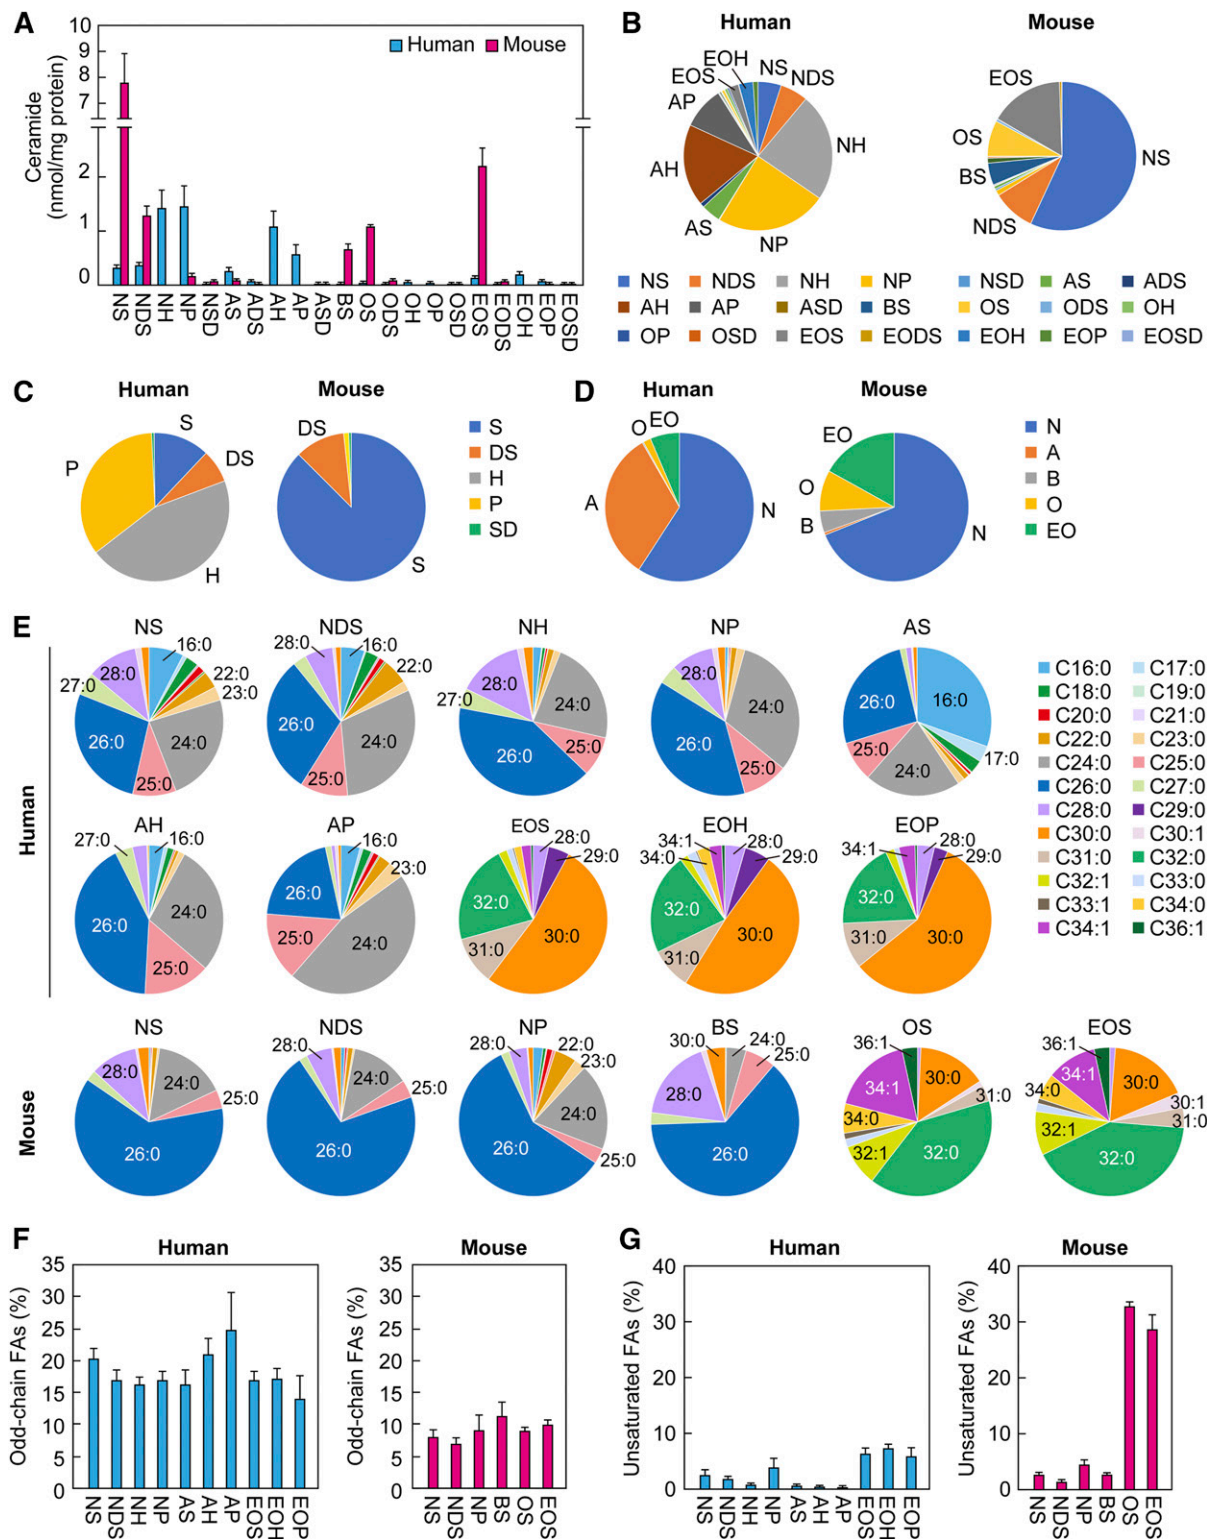 A
10
9
8
7
2
1
0
Ceramide
(nmol/mg protein)
Human Mouse
NS NDS NH NP NSD AS ADS AH AP ASD BS OS ODS OH OP OSD EOS EODS EOH EOP EOSD
B
Human Mouse
EOH NS NDS NH NP AS AH AP EOS
EOS OS BS NDS NS
NS NDS NH NP NSD AS ADS
AH AP ASD BS OS ODS OH
OP OSD EOS EODS EOH EOP EOSD
C
Human Mouse
S DS H P
DS S
S
DS
H
P
SD
D
Human Mouse
O EO A N
EO O B N
N
A
B
O
EO
E
Human
NS NDS NH NP AS
16:0 22:0 23:0 24:0 25:0 26:0 27:0 28:0
28:0 16:0 22:0 24:0 25:0 26:0
28:0 27:0 24:0 25:0 26:0
28:0 24:0 25:0 26:0
26:0 16:0 17:0 24:0 25:0
AH AP EOS EOH EOP
27:0 16:0 24:0 25:0 26:0
16:0 23:0 24:0 25:0 26:0
28:0 29:0 30:0 31:0 32:0
34:1 34:0 28:0 29:0 30:0 31:0 32:0
34:1 28:0 29:0 30:0 31:0 32:0
C16:0 C17:0
C18:0 C19:0
C20:0 C21:0
C22:0 C23:0
C24:0 C25:0
C26:0 C27:0
C28:0 C29:0
C30:0 C30:1
C31:0 C32:0
C32:1 C33:0
C33:1 C34:0
C34:1 C36:1
Mouse
NS NDS NP BS OS EOS
28:0 24:0 25:0 26:0
28:0 24:0 25:0 26:0
28:0 22:0 23:0 24:0 25:0 26:0
30:0 24:0 25:0 28:0 26:0
36:1 34:1 34:0 32:1 30:0 31:0 32:0
36:1 34:1 34:0 32:1 30:0 30:1 31:0 32:0
F
Human
Odd-chain FAs (%)
35
30
25
20
15
10
5
0
NS NDS NH NP AS AH AP EOS EOH EOP
Mouse
Odd-chain FAs (%)
35
30
25
20
15
10
5
0
NS NDS NP BS OS EOS
G
Human
Unsaturated FAs (%)
40
30
20
10
0
NS NDS NH NP AS AH AP EOS EOH EOP
Mouse
Unsaturated FAs (%)
40
30
20
10
0
NS NDS NP BS OS EOS